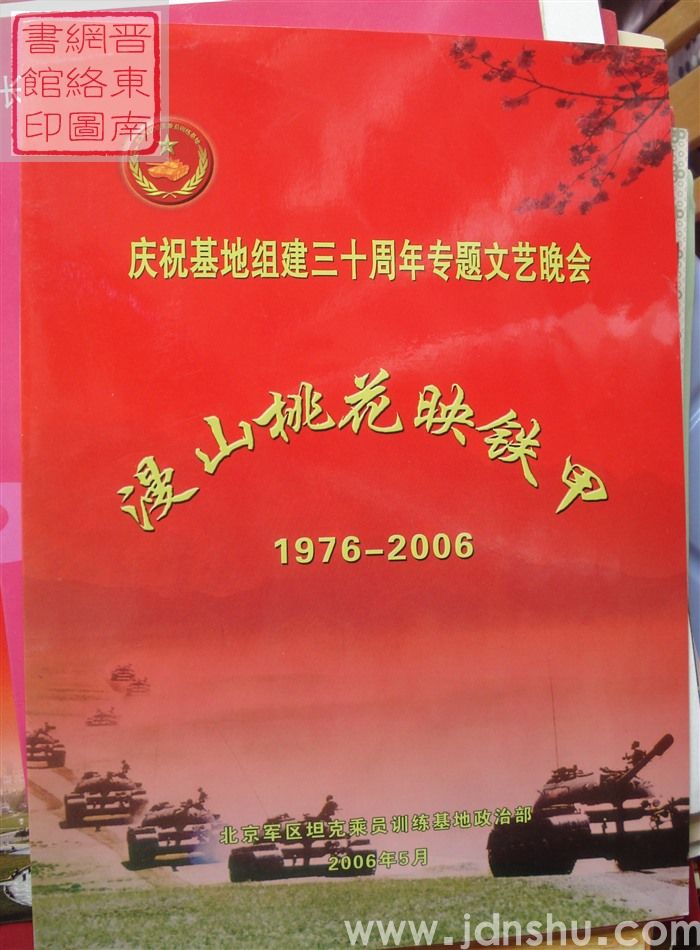 晋東南
網絡圖
書館印
长
庆祝基地组建三十周年专题文艺晚会
漫山桃花映铁甲
1976-2006
北京军区坦克乘员训练基地政治部
2006年5月
www.jdnshu.com